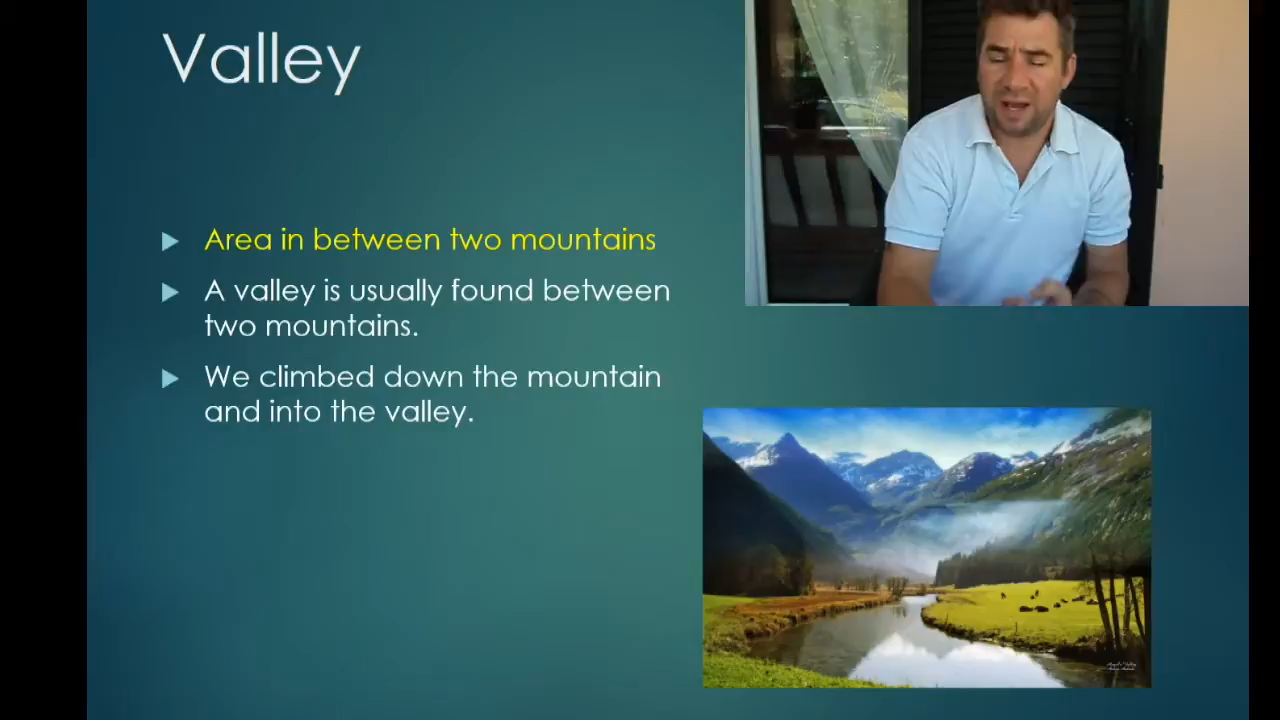 Valley
Area in between two mountains
A valley is usually found between
two mountains.
We climbed down the mountain
and into the valley.